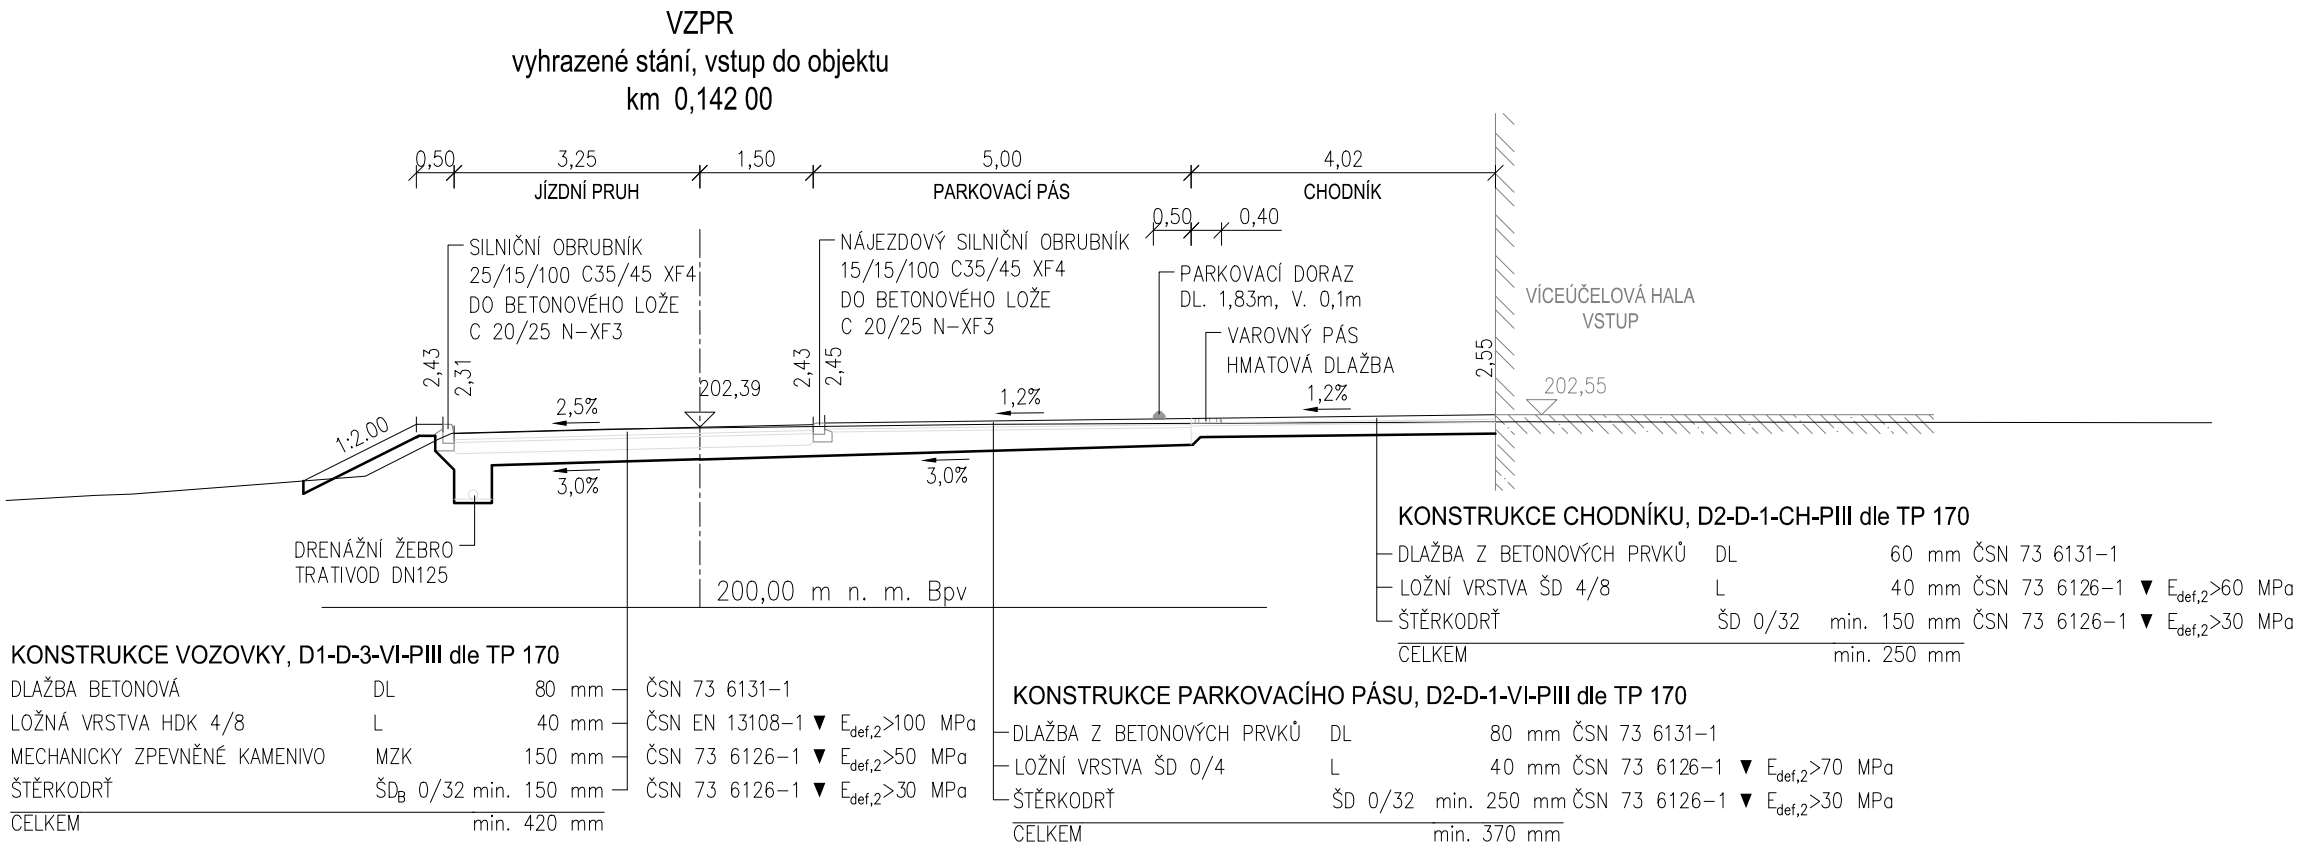 VZPR
vyhrazené stání, vstup do objektu
km 0,142 00
0,50 3,25 1,50 5,00 4,02
JÍZDNÍ PRUH PARKOVACÍ PÁS CHODNÍK
0,50 0,40
SILNIČNÍ OBRUBNÍK
25/15/100 C35/45 XF4
DO BETONOVÉHO LOŽE
C 20/25 N-XF3
NÁJEZDOVÝ SILNIČNÍ OBRUBNÍK
15/15/100 C35/45 XF4
DO BETONOVÉHO LOŽE
C 20/25 N-XF3
PARKOVACÍ DORAZ
DL. 1,83m, V. 0,1m
VAROVNÝ PÁS
HMATOVÁ DLAŽBA
VÍCEÚČELOVÁ HALA
VSTUP
2,43
2,31
2,43
2,45
2,55
202,39
202,55
1:2.00
2,5%
1,2%
1,2%
3,0%
3,0%
DRENÁŽNÍ ŽEBRO
TRATIVOD DN125
200,00 m n. m. Bpv
KONSTRUKCE CHODNÍKU, D2-D-1-CH-PIII dle TP 170
DLAŽBA Z BETONOVÝCH PRVKŮ DL 60 mm ČSN 73 6131-1
LOŽNÍ VRSTVA ŠD 4/8 L 40 mm ČSN 73 6126-1 ▼ Edef,2>60 MPa
ŠTĚRKODRŤ ŠD 0/32 min. 150 mm ČSN 73 6126-1 ▼ Edef,2>30 MPa
CELKEM min. 250 mm
KONSTRUKCE VOZOVKY, D1-D-3-VI-PIII dle TP 170
DLAŽBA BETONOVÁ DL 80 mm ČSN 73 6131-1
LOŽNÁ VRSTVA HDK 4/8 L 40 mm ČSN EN 13108-1 ▼ Edef,2>100 MPa
MECHANICKY ZPEVNĚNÉ KAMENIVO MZK 150 mm ČSN 73 6126-1 ▼ Edef,2>50 MPa
ŠTĚRKODRŤ ŠDB 0/32 min. 150 mm ČSN 73 6126-1 ▼ Edef,2>30 MPa
CELKEM min. 420 mm
KONSTRUKCE PARKOVACÍHO PÁSU, D2-D-1-VI-PIII dle TP 170
DLAŽBA Z BETONOVÝCH PRVKŮ DL 80 mm ČSN 73 6131-1
LOŽNÍ VRSTVA ŠD 0/4 L 40 mm ČSN 73 6126-1 ▼ Edef,2>70 MPa
ŠTĚRKODRŤ ŠD 0/32 min. 250 mm ČSN 73 6126-1 ▼ Edef,2>30 MPa
CELKEM min. 370 mm